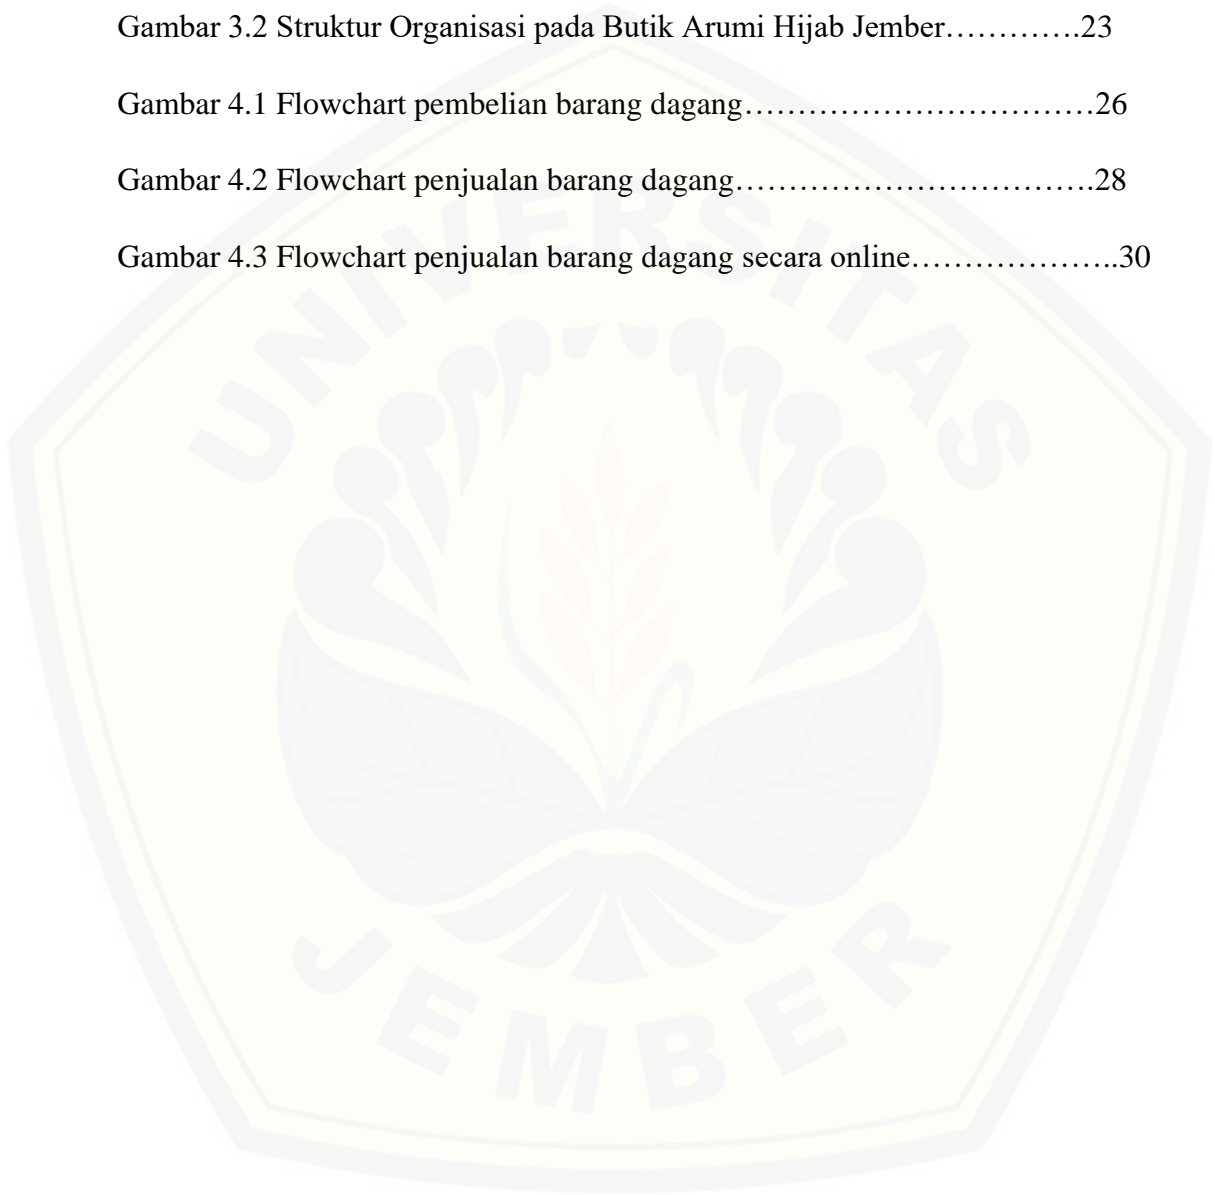 Gambar 3.2 Struktur Organisasi pada Butik Arumi Hijab Jember………….23
Gambar 4.1 Flowchart pembelian barang dagang……………………………26
Gambar 4.2 Flowchart penjualan barang dagang…………………………….28
Gambar 4.3 Flowchart penjualan barang dagang secara online………………..30
UNIVERSITAS
JEMBER